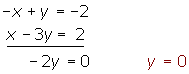 -x + y = -2
x - 3y = 2
-2y = 0 y = 0